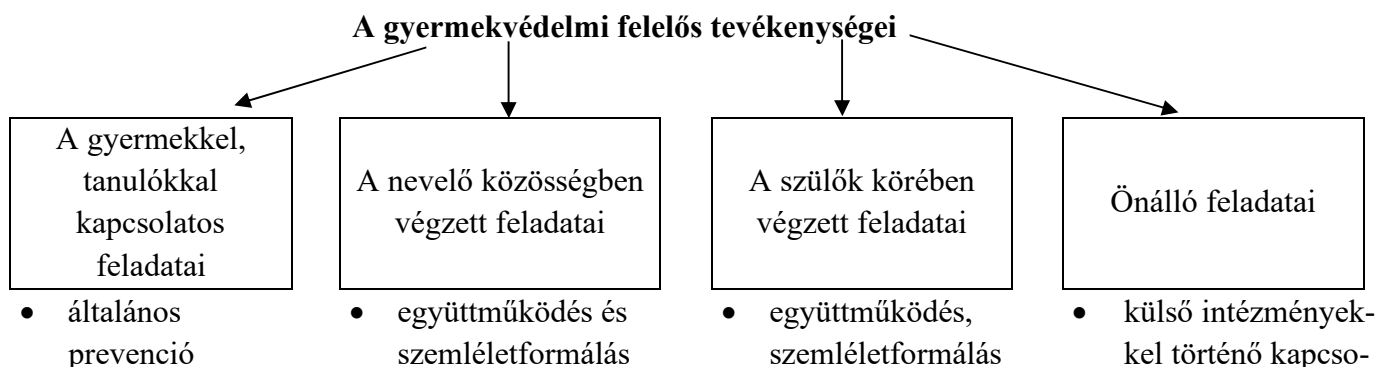 A gyermekvédelmi felelős tevékenységei
A gyermekkel,
tanulókkal
kapcsolatos
feladatai
A nevelő közösségben
végzett feladatai
A szülők körében
végzett feladatai
Önálló feladatai
• általános
prevenció
• együttműködés és
szemléletformálás
• együttműködés,
szemléletformálás
• külső intézmények-
kel történő kapcso-